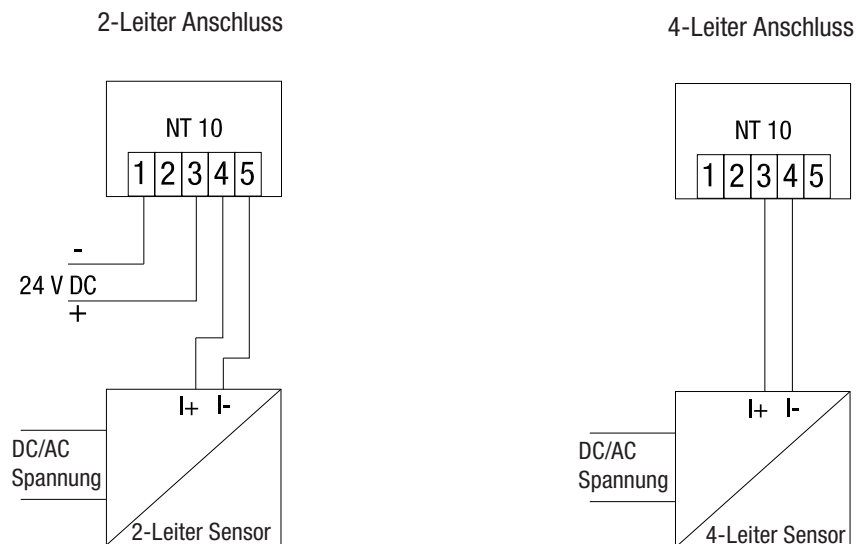 2-Leiter Anschluss
NT 10
1 2 3 4 5
-
24 V DC
+
I+ I-
DC/AC
Spannung
2-Leiter Sensor
4-Leiter Anschluss
NT 10
1 2 3 4 5
I+ I-
DC/AC
Spannung
4-Leiter Sensor